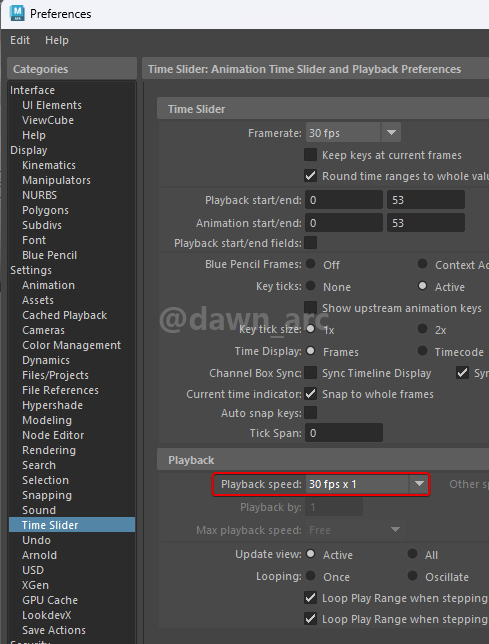 Preferences
Edit Help
Categories
Interface
UI Elements
ViewCube
Help
Display
Kinematics
Manipulators
NURBS
Polygons
Subdivs
Font
Blue Pencil
Settings
Animation
Assets
Cached Playback
Cameras
Color Management
Dynamics
Files/Projects
File References
Hypershade
Modeling
Node Editor
Rendering
Search
Selection
Snapping
Sound
Time Slider
Undo
Arnold
USD
XGen
GPU Cache
LookdevX
Save Actions
Time Slider: Animation Time Slider and Playback Preferences
Time Slider
Framerate: 30 fps
Keep keys at current frames
Round time ranges to whole valu
Playback start/end: 0 53
Animation start/end: 0 53
Playback start/end fields:
Blue Pencil Frames: Off Context Ac
Key ticks: None Active
Show upstream animation keys
@dawn_arc
Key tick size: 1x 2x
Time Display: Frames Timecode
Channel Box Sync: Sync Timeline Display Syn
Current time indicator: Snap to whole frames
Auto snap keys:
Tick Span: 0
Playback
Playback speed: 30 fps x 1 Other sp
Playback by: 1
Max playback speed: Free
Update view: Active All
Looping: Once Oscillate
Loop Play Range when stepping
Loop Play Range when stepping